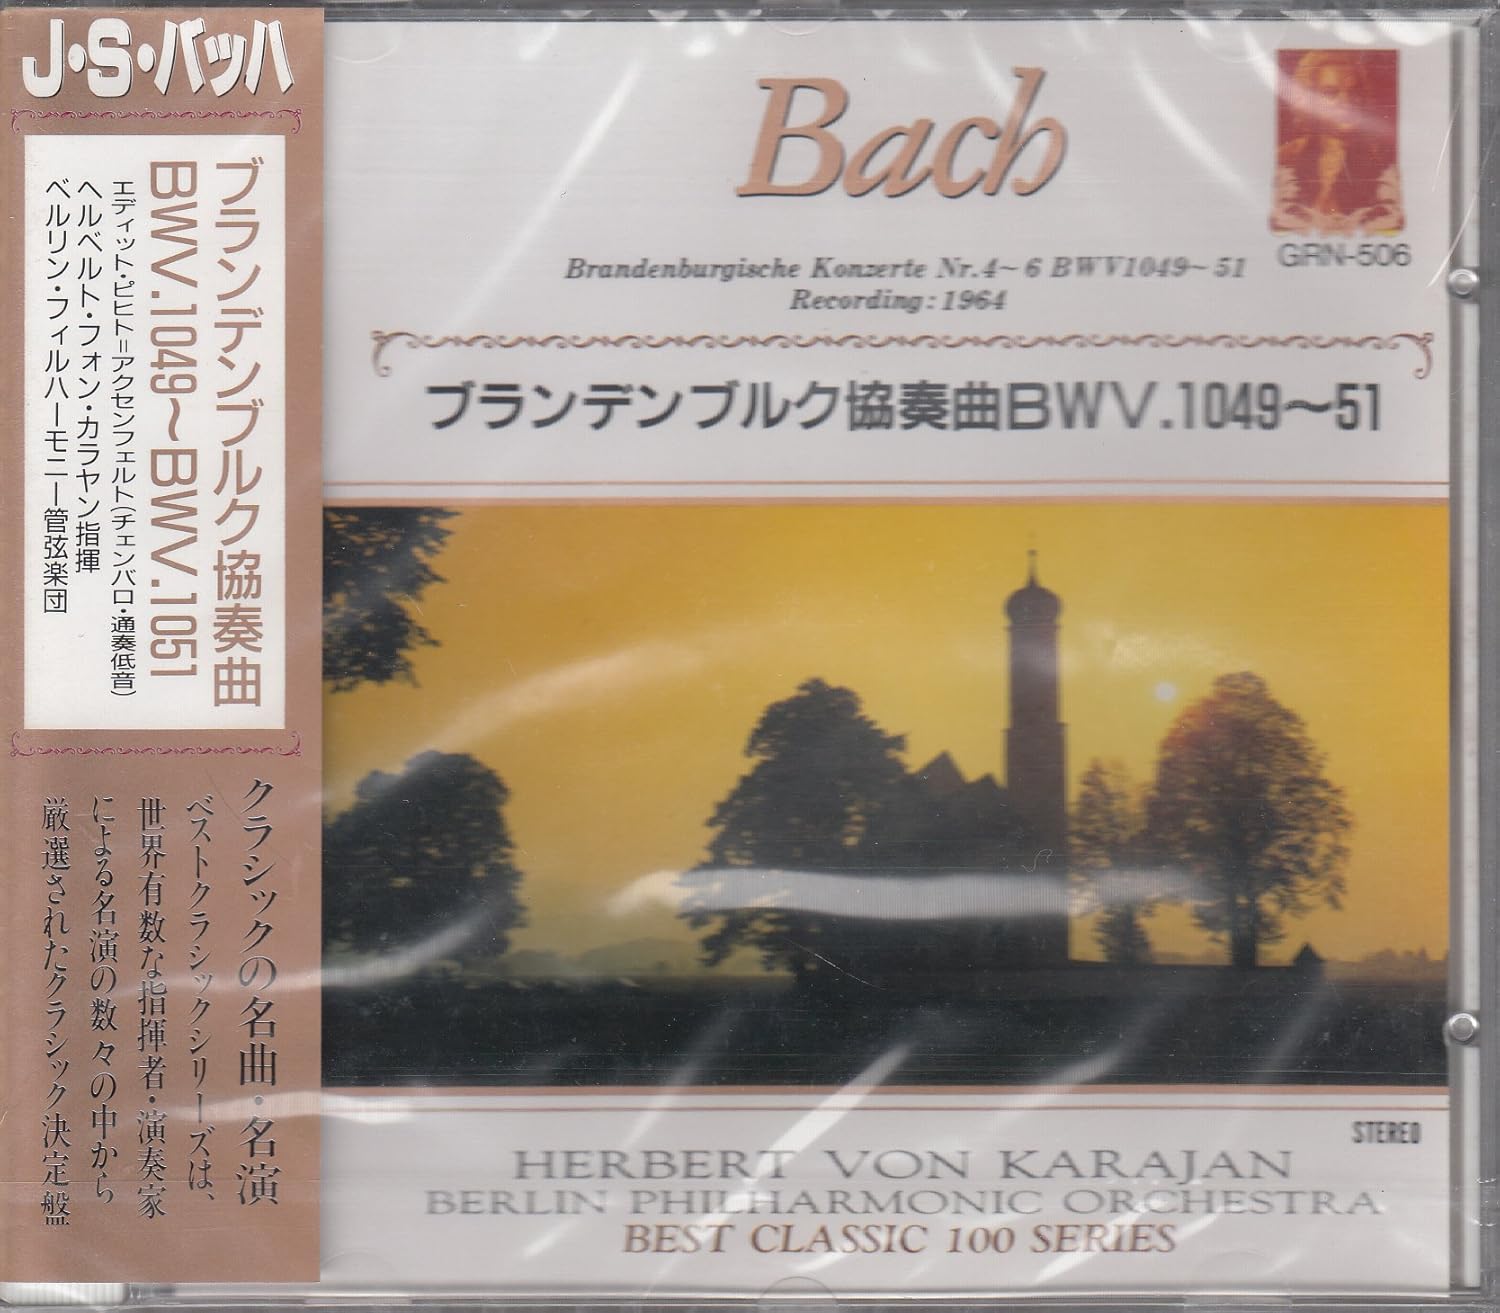 J・S・バッハ
ブランデンブルク協奏曲
BWV.1049〜BWV.1051
エディット・ピヒト=アクセンフェルト(チェンバロ・通奏低音)
ヘルベルト・フォン・カラヤン指揮
ベルリン・フィルハーモニー管弦楽団
クラシックの名曲・名演
ベストクラシックシリーズは、
世界有数な指揮者・演奏家
による名演の数々の中から
厳選されたクラシック決定盤
Bach
GRN-506
Brandenburgische Konzerte Nr.4~6 BWV1049~51
Recording:1964
ブランデンブルク協奏曲BWV.1049〜51
STEREO
HERBERT VON KARAJAN
BERLIN PHILHARMONIC ORCHESTRA
BEST CLASSIC 100 SERIES